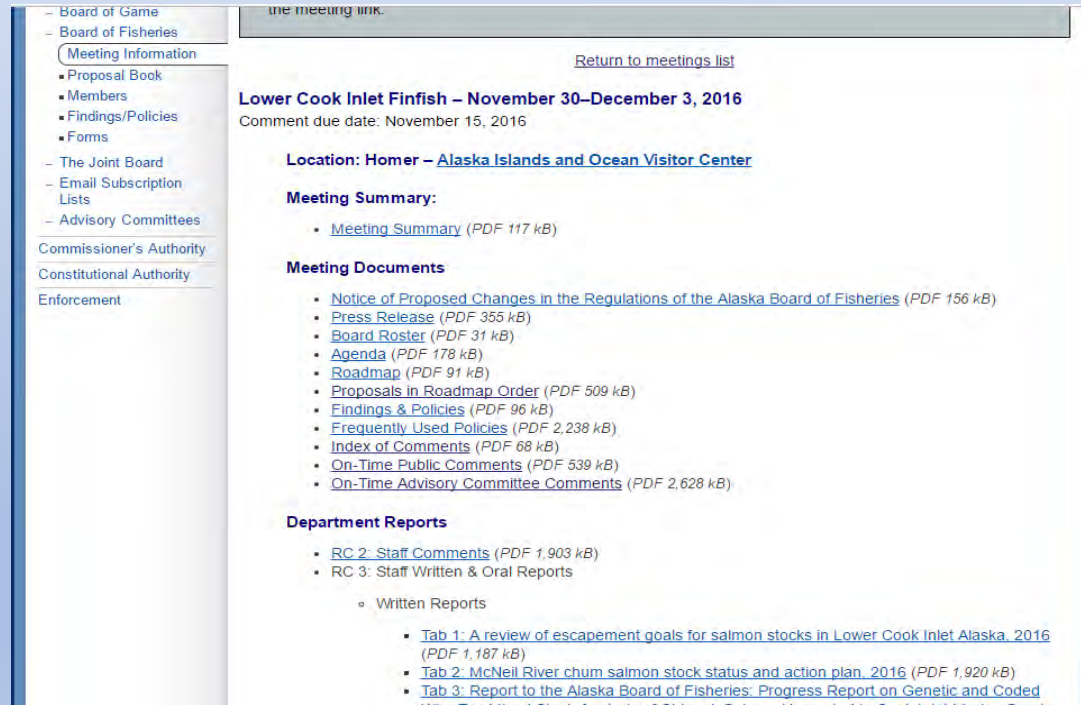 – Board of Game
– Board of Fisheries
Meeting Information
▪ Proposal Book
▪ Members
▪ Findings/Policies
▪ Forms
– The Joint Board
– Email Subscription
Lists
– Advisory Committees
Commissioner's Authority
Constitutional Authority
Enforcement
the meeting link.
Return to meetings list
Lower Cook Inlet Finfish – November 30–December 3, 2016
Comment due date: November 15, 2016
Location: Homer – Alaska Islands and Ocean Visitor Center
Meeting Summary:
• Meeting Summary (PDF 117 kB)
Meeting Documents
• Notice of Proposed Changes in the Regulations of the Alaska Board of Fisheries (PDF 156 kB)
• Press Release (PDF 355 kB)
• Board Roster (PDF 31 kB)
• Agenda (PDF 178 kB)
• Roadmap (PDF 91 kB)
• Proposals in Roadmap Order (PDF 509 kB)
• Findings & Policies (PDF 96 kB)
• Frequently Used Policies (PDF 2,238 kB)
• Index of Comments (PDF 68 kB)
• On-Time Public Comments (PDF 539 kB)
• On-Time Advisory Committee Comments (PDF 2,628 kB)
Department Reports
• RC 2: Staff Comments (PDF 1,903 kB)
• RC 3: Staff Written & Oral Reports
◦ Written Reports
▪ Tab 1: A review of escapement goals for salmon stocks in Lower Cook Inlet Alaska, 2016
(PDF 1,187 kB)
▪ Tab 2: McNeil River chum salmon stock status and action plan, 2016 (PDF 1,920 kB)
▪ Tab 3: Report to the Alaska Board of Fisheries: Progress Report on Genetic and Coded